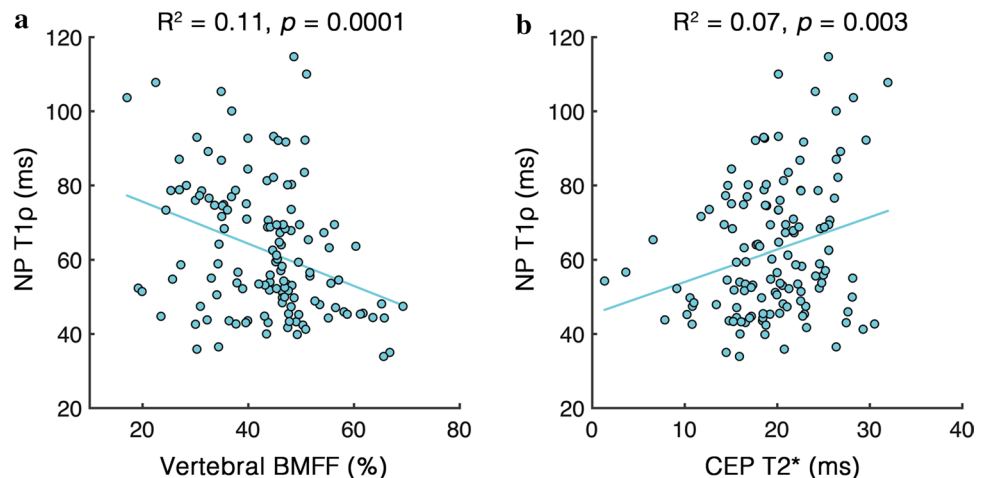 a
R² = 0.11, p = 0.0001
120
100
80
60
40
20
NP T1ρ (ms)
20
40
60
80
Vertebral BMFF (%)
b
R² = 0.07, p = 0.003
120
100
80
60
40
20
NP T1ρ (ms)
0
10
20
30
40
CEP T2* (ms)